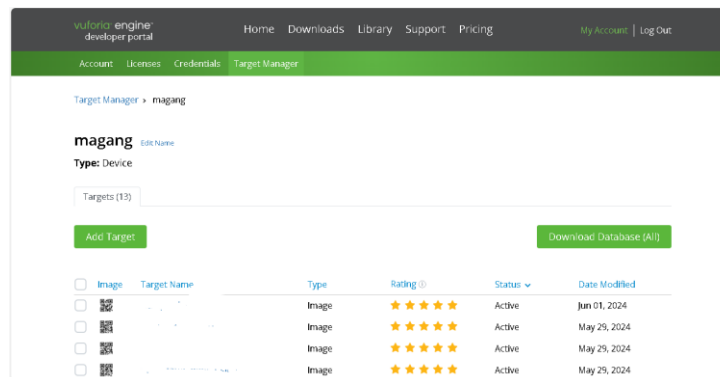 vuforia engine
developer portal
Home Downloads Library Support Pricing
My Account | Log Out
Account Licenses Credentials Target Manager
Target Manager › magang
magang Edit Name
Type: Device
Targets (13)
Add Target
Download Database (All)
Image Target Name Type Rating Status Date Modified
Image Active Jun 01, 2024
Image Active May 29, 2024
Image Active May 29, 2024
Image Active May 29, 2024